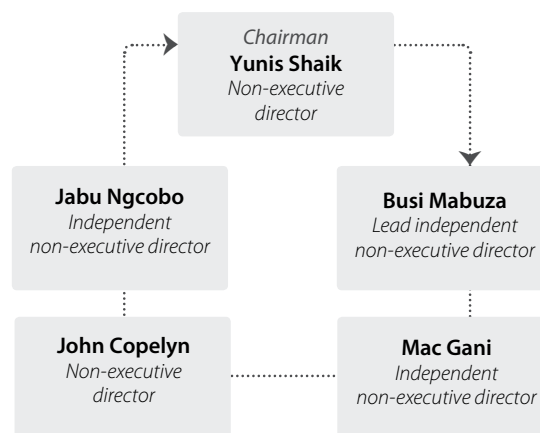 Chairman
Yunis Shaik
Non-executive
director
Jabu Ngcobo
Independent
non-executive director
Busi Mabuza
Lead independent
non-executive director
John Copelyn
Non-executive
director
Mac Gani
Independent
non-executive director